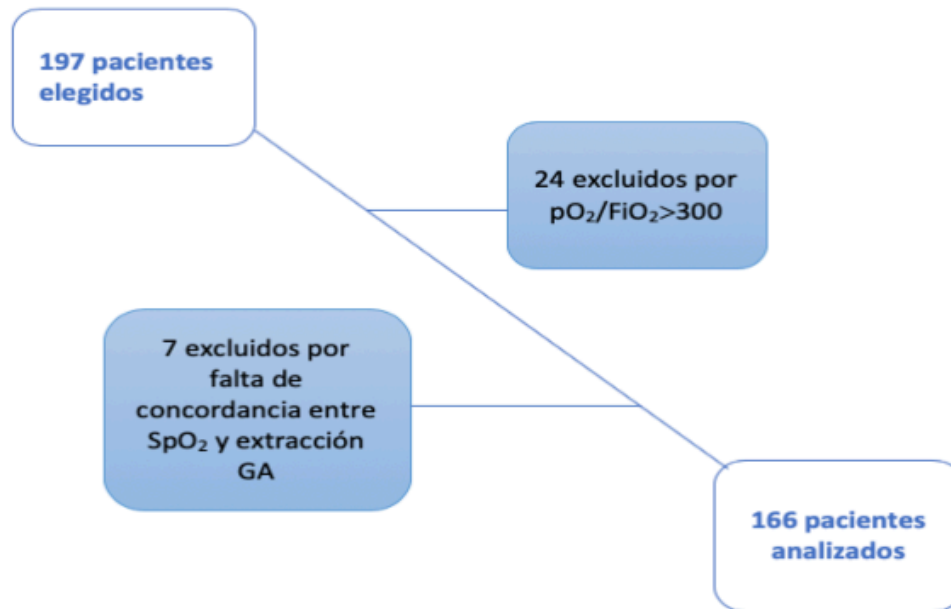 197 pacientes
elegidos
24 excluidos por
pO₂/FiO₂>300
7 excluidos por
falta de
concordancia entre
SpO₂ y extracción
GA
166 pacientes
analizados